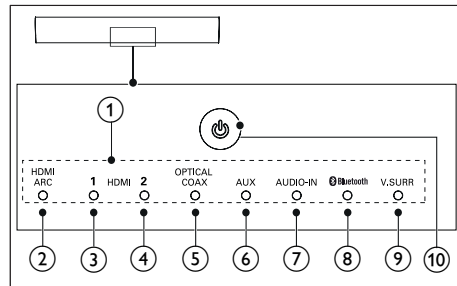 1
HDMI
ARC
1 HDMI 2
OPTICAL
COAX
AUX
AUDIO-IN
Bluetooth
V.SURR
2
3
4
5
6
7
8
9
10